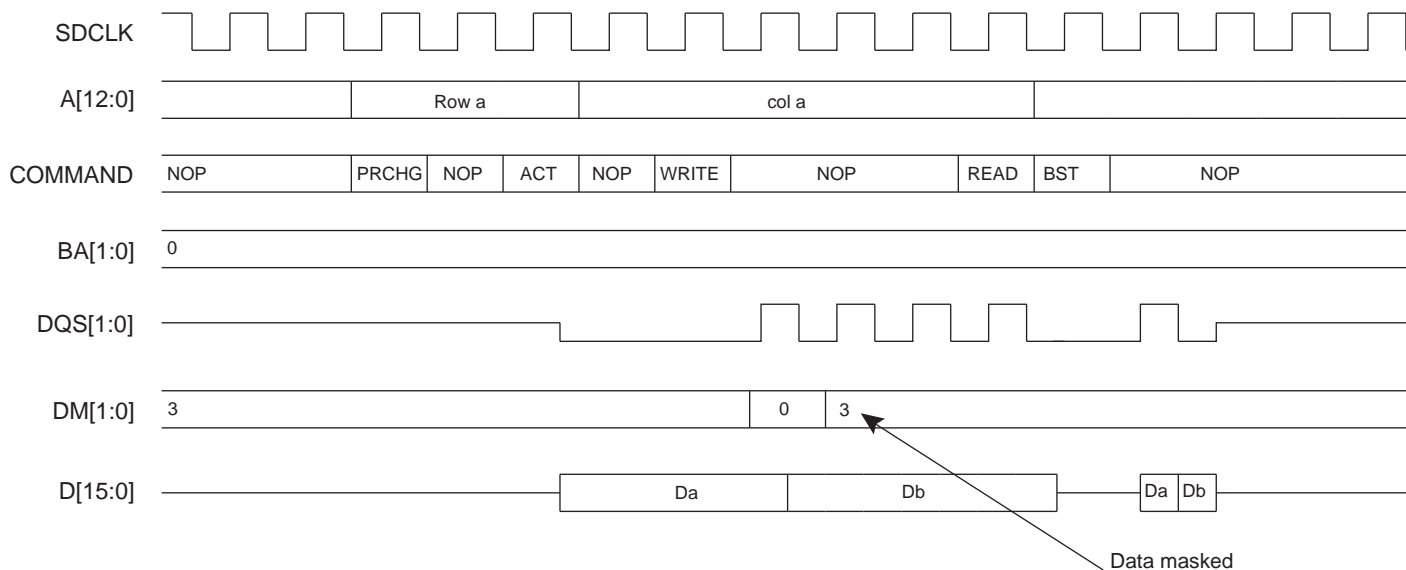 SDCLK
A[12:0] Row a col a
COMMAND NOP PRCHG NOP ACT NOP WRITE NOP READ BST NOP
BA[1:0] 0
DQS[1:0]
DM[1:0] 3 0 3
D[15:0] Da Db Da Db
Data masked